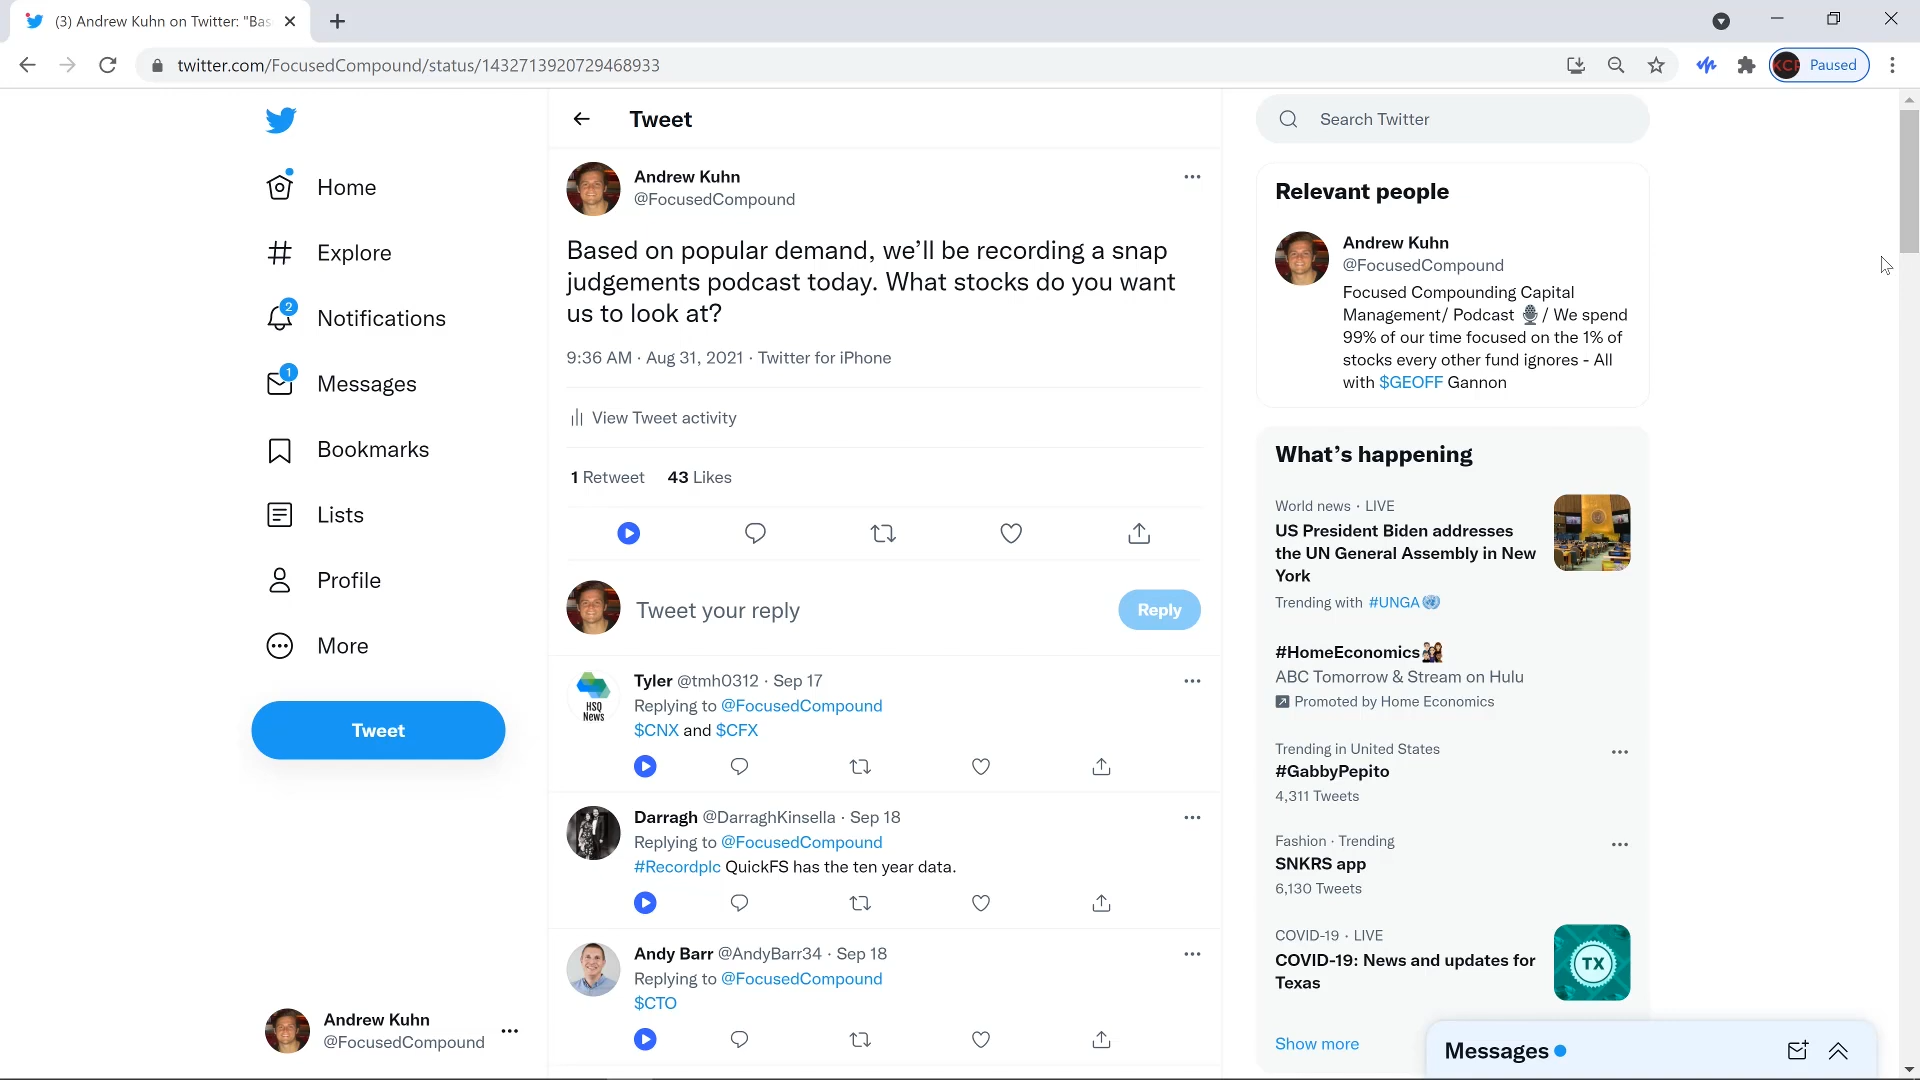 (3) Andrew Kuhn on Twitter: "Bas
twitter.com/FocusedCompound/status/1432713920729468933
Paused
Home
Explore
2
Notifications
1
Messages
Bookmarks
Lists
Profile
More
Tweet
Andrew Kuhn
@FocusedCompound
Tweet
Andrew Kuhn
@FocusedCompound
Based on popular demand, we’ll be recording a snap
judgements podcast today. What stocks do you want
us to look at?
9:36 AM · Aug 31, 2021 · Twitter for iPhone
View Tweet activity
1 Retweet 43 Likes
Tweet your reply
Reply
HSQ
News
Tyler @tmh0312 · Sep 17
Replying to @FocusedCompound
$CNX and $CFX
Darragh @DarraghKinsella · Sep 18
Replying to @FocusedCompound
#Recordplc QuickFS has the ten year data.
Andy Barr @AndyBarr34 · Sep 18
Replying to @FocusedCompound
$CTO
Search Twitter
Relevant people
Andrew Kuhn
@FocusedCompound
Focused Compounding Capital
Management/ Podcast 🎙️/ We spend
99% of our time focused on the 1% of
stocks every other fund ignores - All
with $GEOFF Gannon
What’s happening
World news · LIVE
US President Biden addresses
the UN General Assembly in New
York
Trending with #UNGA
#HomeEconomics
ABC Tomorrow & Stream on Hulu
Promoted by Home Economics
Trending in United States
#GabbyPepito
4,311 Tweets
Fashion · Trending
SNKRS app
6,130 Tweets
COVID-19 · LIVE
COVID-19: News and updates for
Texas
TX
Show more
Messages